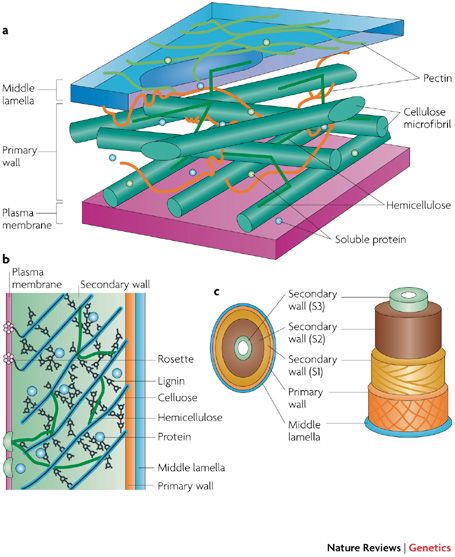 a
Middle
lamella
Primary
wall
Plasma
membrane
Pectin
Cellulose
microfibril
Hemicellulose
Soluble protein
b
Plasma
membrane
Secondary wall
Rosette
Lignin
Celluose
Hemicellulose
Protein
Middle lamella
Primary wall
c
Secondary
wall (S3)
Secondary
wall (S2)
Secondary
wall (S1)
Primary
wall
Middle
lamella
Nature Reviews | Genetics